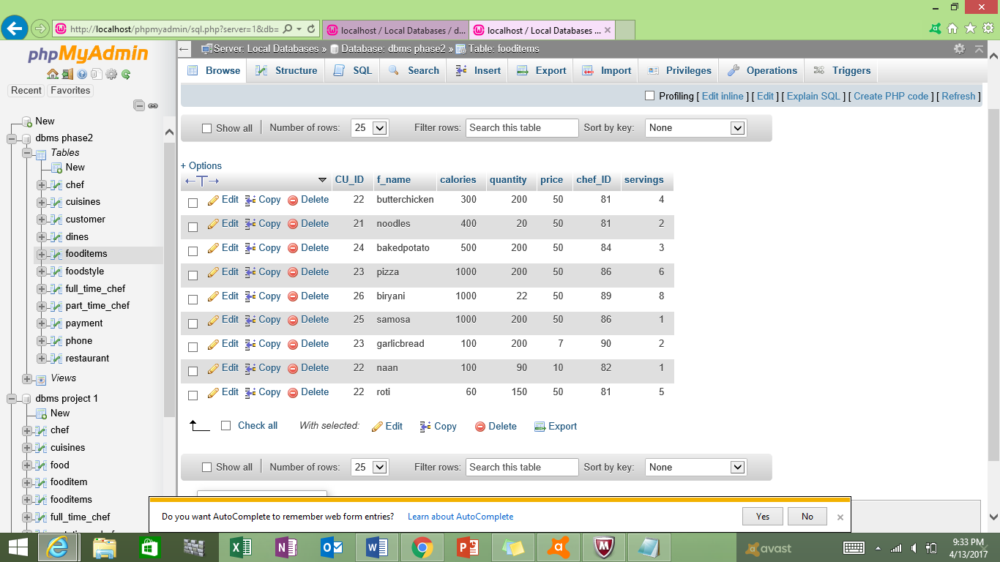 http://localhost/phpmyadmin/sql.php?server=1&db=
localhost / Local Databases / d...
localhost / Local Databases ...
phpMyAdmin
Recent Favorites
New
dbms phase2
Tables
New
chef
cuisines
customer
dines
fooditems
foodstyle
full_time_chef
part_time_chef
payment
phone
restaurant
Views
dbms project 1
New
chef
cuisines
food
fooditem
fooditems
full_time_chef
Server: Local Databases » Database: dbms phase2 » Table: fooditems
Browse Structure SQL Search Insert Export Import Privileges Operations Triggers
Profiling [ Edit inline ] [ Edit ] [ Explain SQL ] [ Create PHP code ] [ Refresh ]
Show all Number of rows: 25 Filter rows: Search this table Sort by key: None
+ Options
←T→ CU_ID f_name calories quantity price chef_ID servings
Edit Copy Delete 22 butterchicken 300 200 50 81 4
Edit Copy Delete 21 noodles 400 20 50 81 2
Edit Copy Delete 24 bakedpotato 500 200 50 84 3
Edit Copy Delete 23 pizza 1000 200 50 86 6
Edit Copy Delete 26 biryani 1000 22 50 89 8
Edit Copy Delete 25 samosa 1000 200 50 86 1
Edit Copy Delete 23 garlicbread 100 200 7 90 2
Edit Copy Delete 22 naan 100 90 10 82 1
Edit Copy Delete 22 roti 60 150 50 81 5
Check all With selected: Edit Copy Delete Export
Show all Number of rows: 25 Filter rows: Search this table Sort by key: None
Do you want AutoComplete to remember web form entries? Learn about AutoComplete Yes No
avast
9:33 PM
4/13/2017